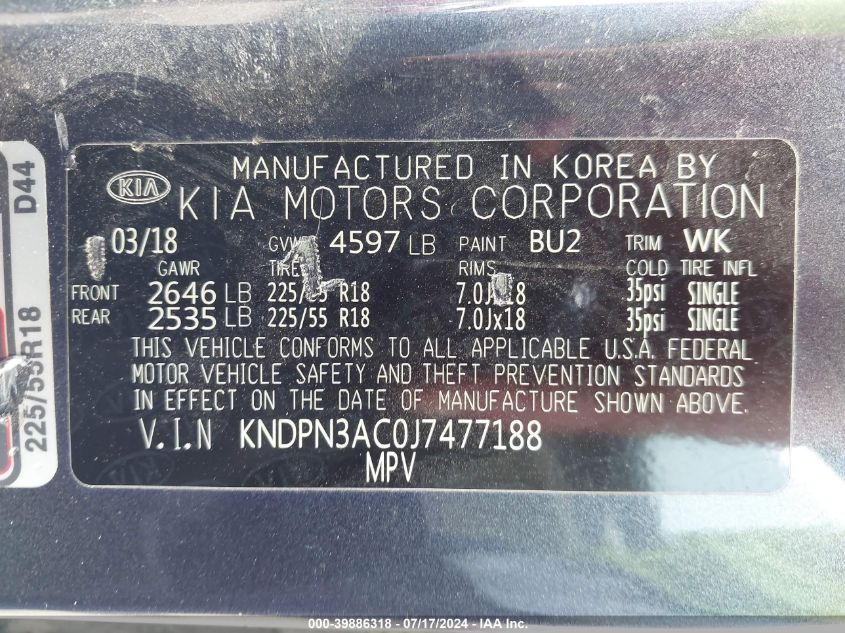 MANUFACTURED IN KOREA BY
KIA KIA MOTORS CORPORATION
03/18 4597 LB PAINT BU2 TRIM WK
GAWR RIMS COLD TIRE INFL
FRONT 2646 LB R18 35psi SINGLE
REAR 2535 LB 225/55 R18 7.0Jx18 35psi SINGLE
THIS VEHICLE CONFORMS TO ALL APPLICABLE U.S.A. FEDERAL
MOTOR VEHICLE SAFETY AND THEFT PREVENTION STANDARDS
IN EFFECT ON THE DATE OF MANUFACTURE SHOWN ABOVE.
V.I.N KNDPN3AC0J7477188
MPV
D44
225/55R18
000-39886318 - 07/17/2024 - IAA Inc.